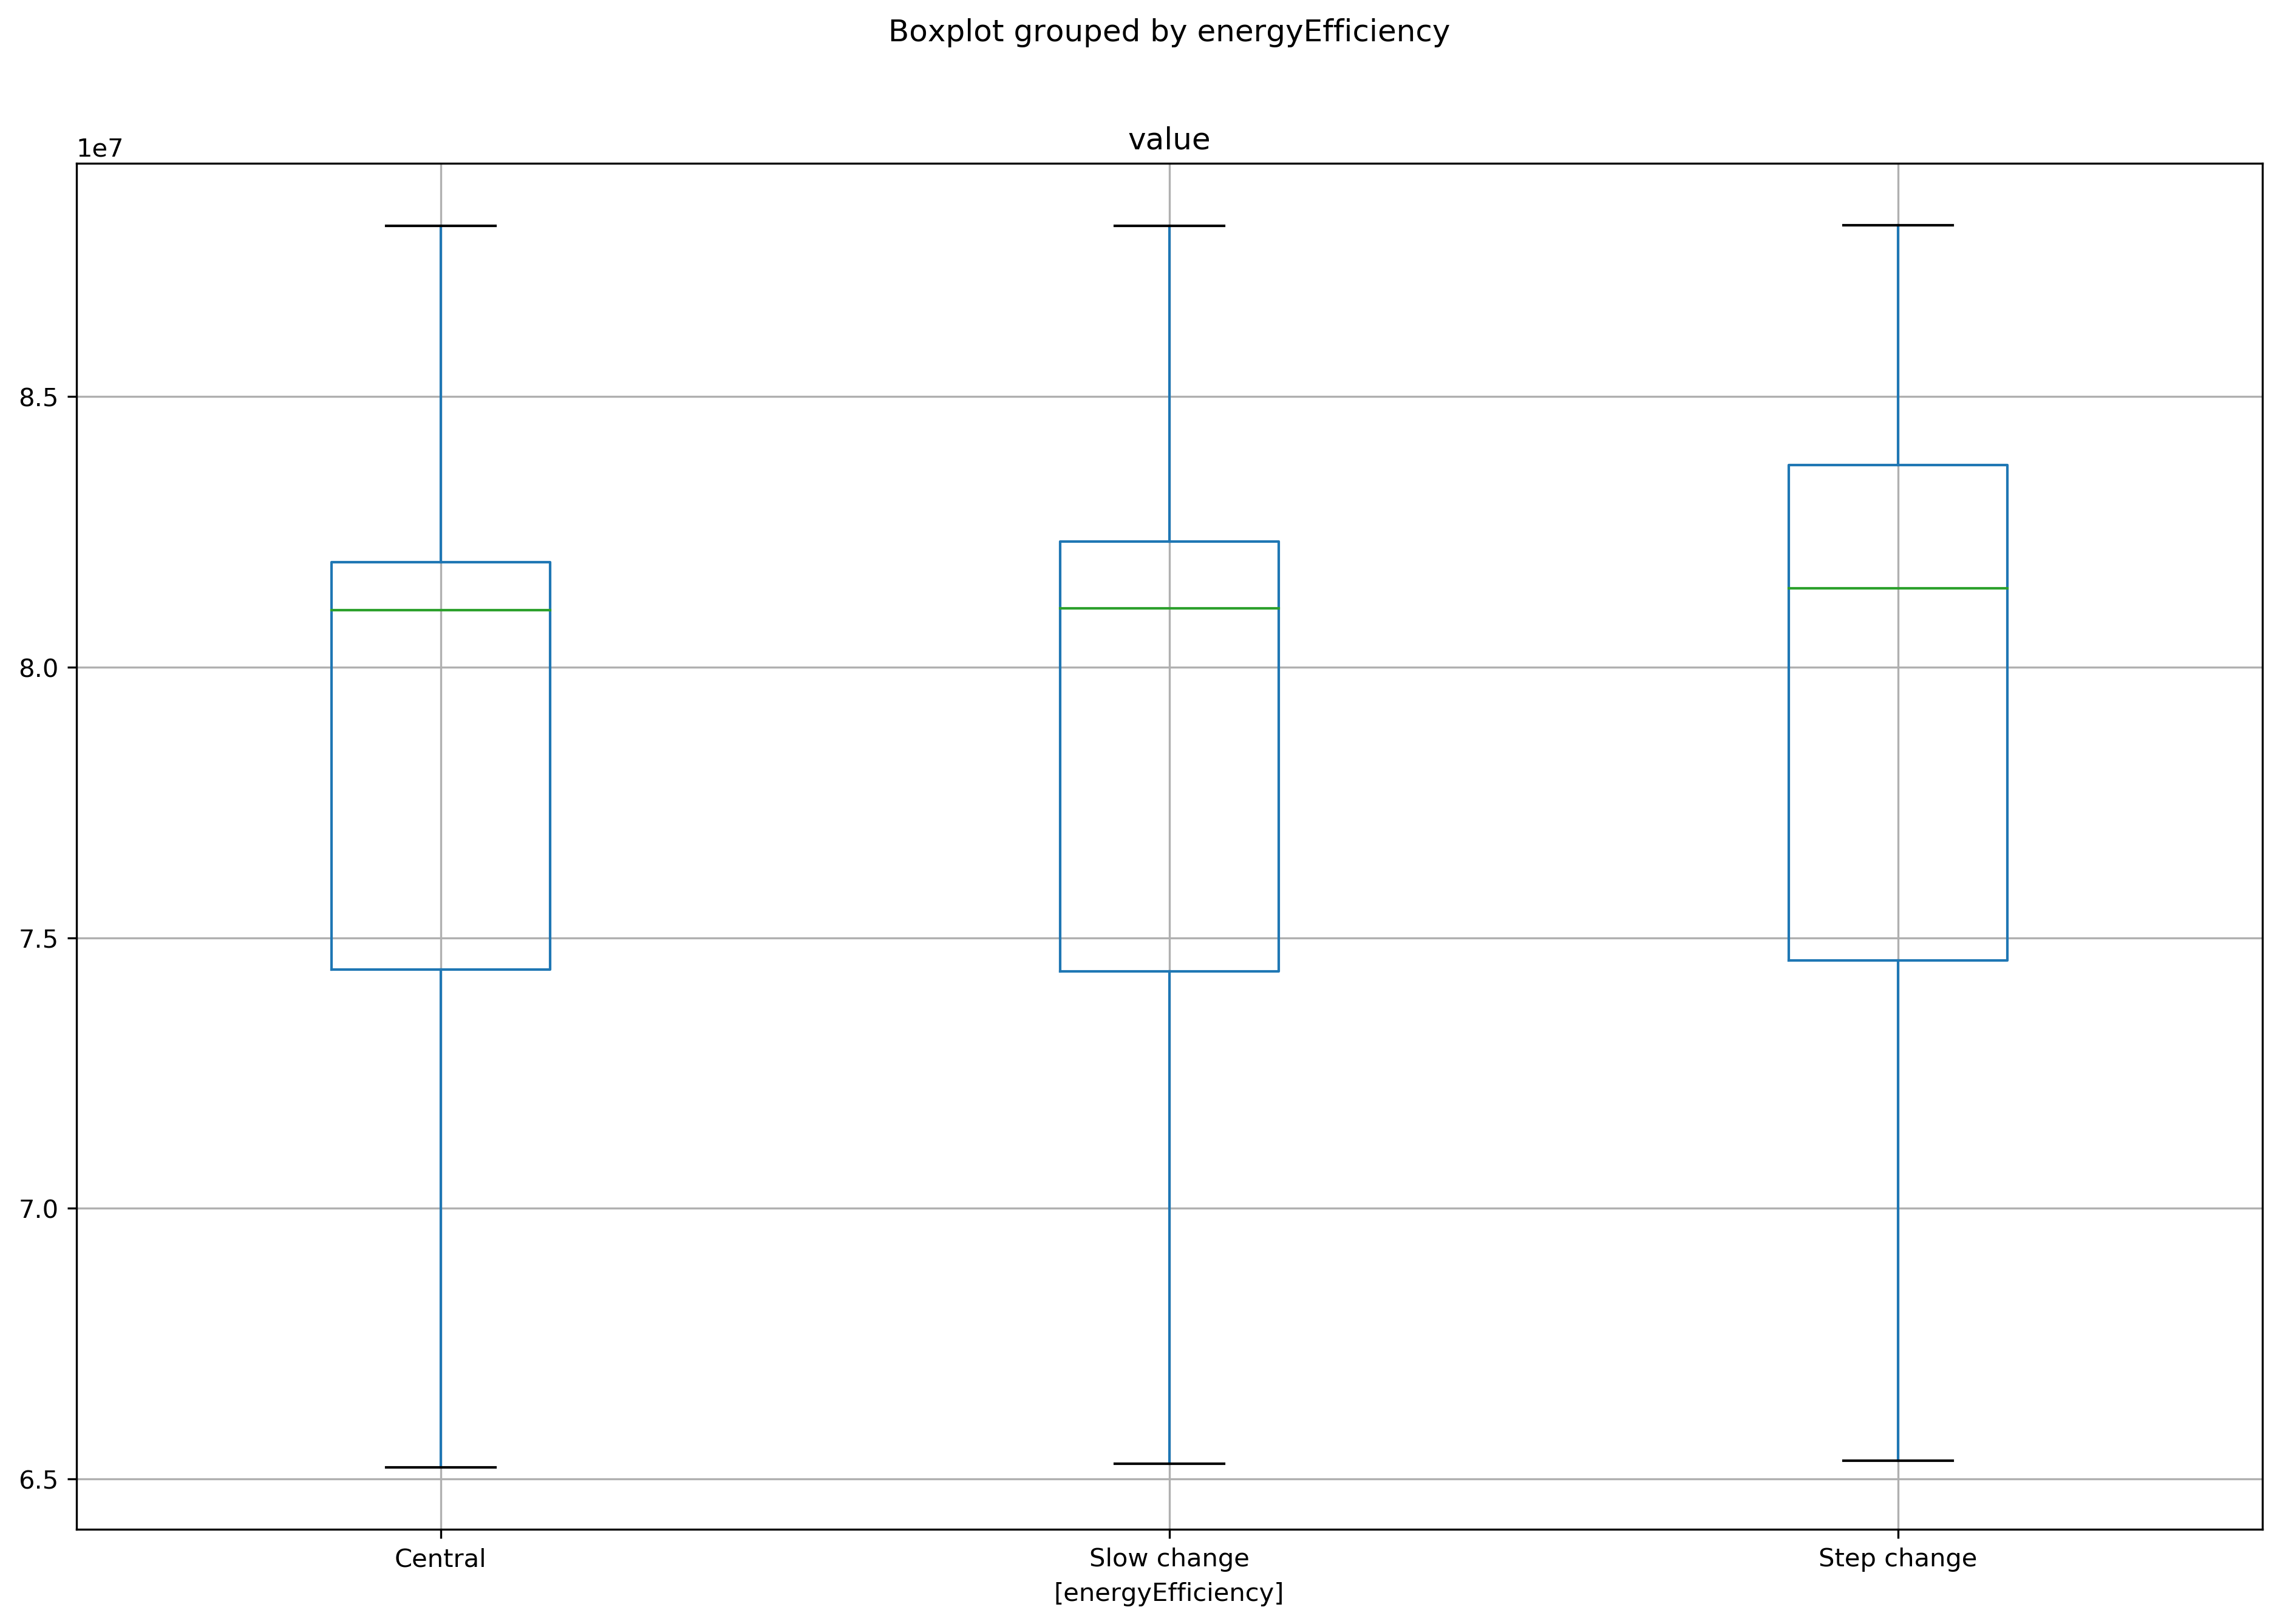 Boxplot grouped by energyEfficiency
value
1e7
8.5
8.0
7.5
7.0
6.5
Central
Slow change
Step change
[energyEfficiency]